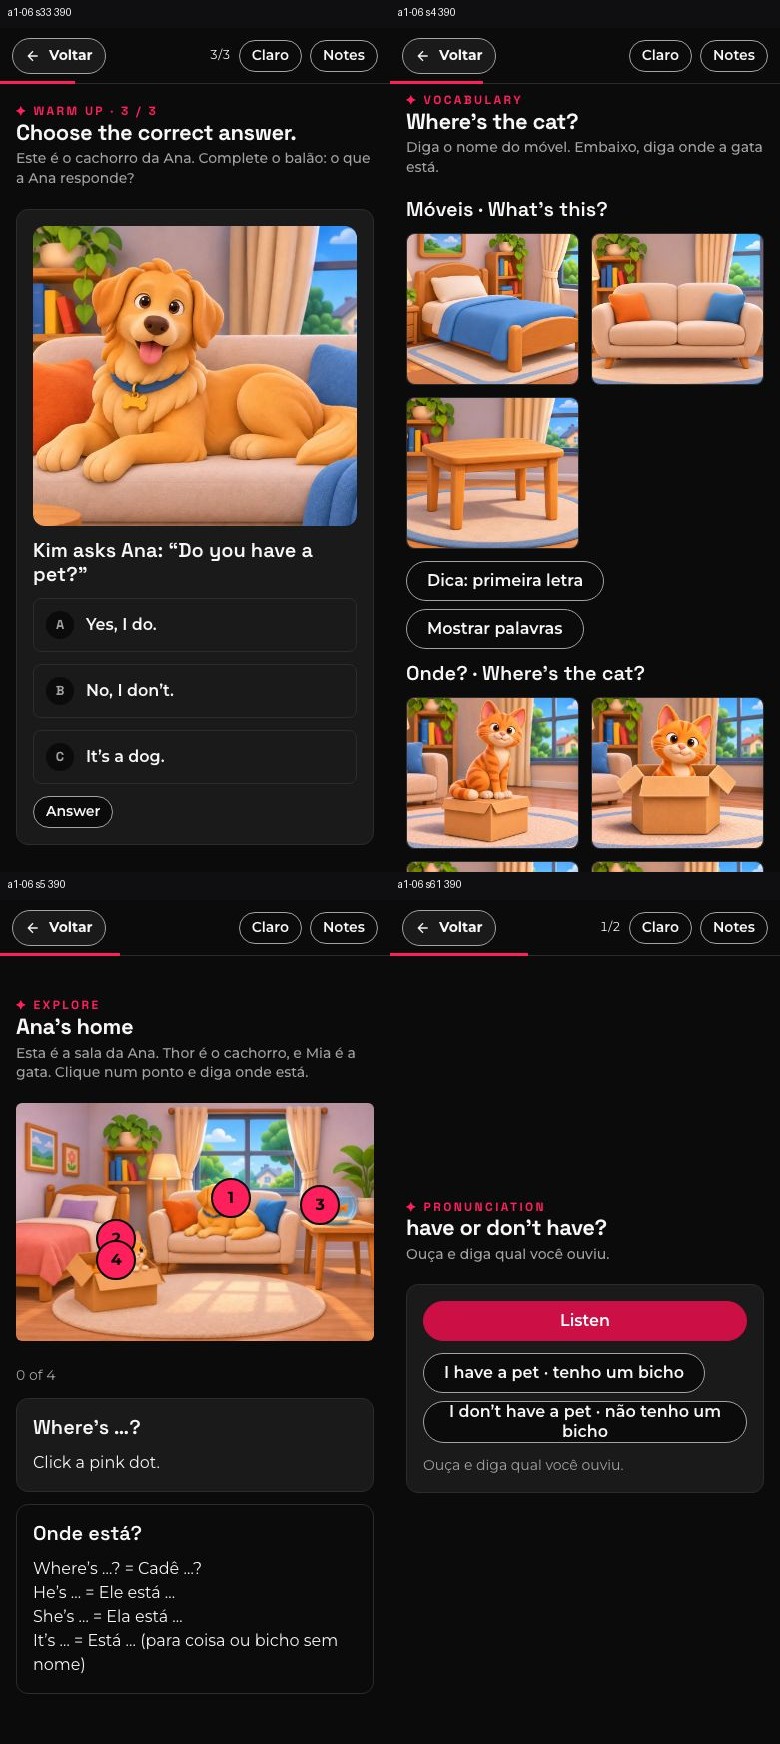 a1-06 s33 390
← Voltar
3/3
Claro
Notes
✦ WARM UP · 3 / 3
Choose the correct answer.
Este é o cachorro da Ana. Complete o balão: o que
a Ana responde?
Kim asks Ana: “Do you have a
pet?”
A Yes, I do.
B No, I don’t.
C It’s a dog.
Answer
a1-06 s4 390
← Voltar
Claro
Notes
✦ VOCABULARY
Where’s the cat?
Diga o nome do móvel. Embaixo, diga onde a gata
está.
Móveis · What’s this?
Dica: primeira letra
Mostrar palavras
Onde? · Where’s the cat?
a1-06 s5 390
← Voltar
Claro
Notes
✦ EXPLORE
Ana’s home
Esta é a sala da Ana. Thor é o cachorro, e Mia é a
gata. Clique num ponto e diga onde está.
1
3
2
4
0 of 4
Where’s …?
Click a pink dot.
Onde está?
Where’s …? = Cadê …?
He’s … = Ele está …
She’s … = Ela está …
It’s … = Está … (para coisa ou bicho sem
nome)
a1-06 s61 390
← Voltar
1/2
Claro
Notes
✦ PRONUNCIATION
have or don’t have?
Ouça e diga qual você ouviu.
Listen
I have a pet · tenho um bicho
I don’t have a pet · não tenho um
bicho
Ouça e diga qual você ouviu.